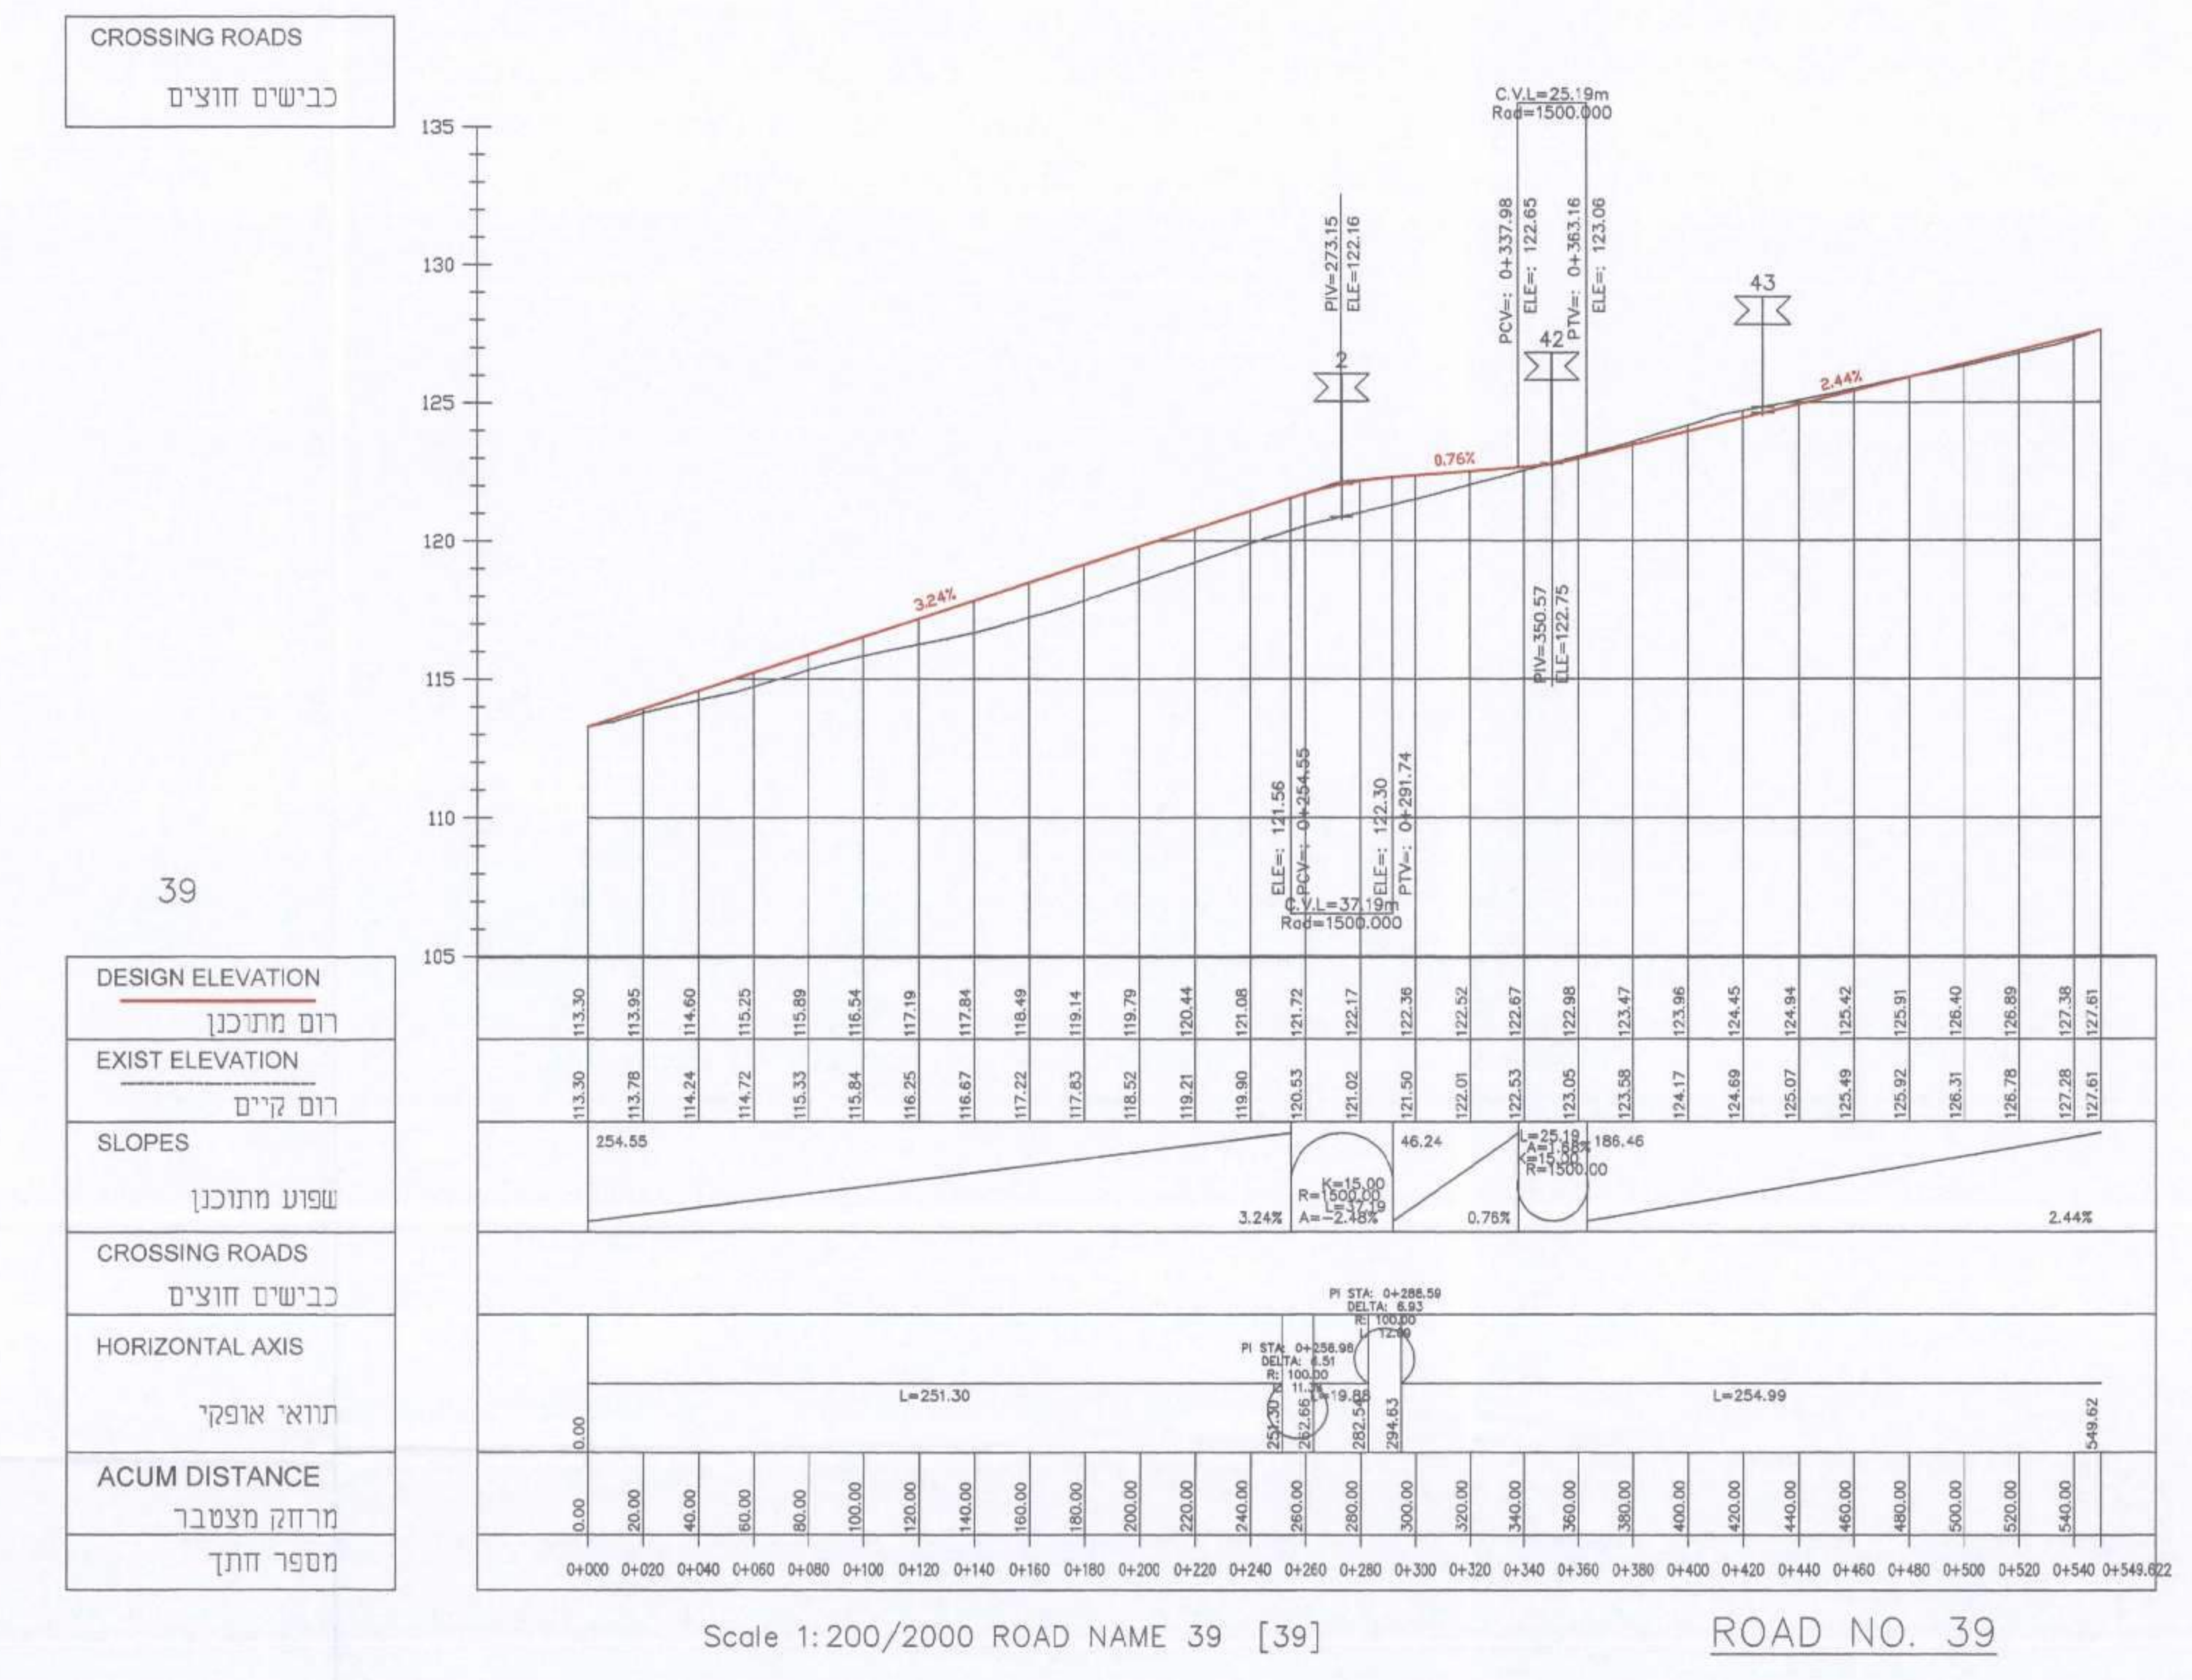 CROSSING ROADS
כבישים חוצים
C.V.L=25.19m
Rad=1500.000
135
130
125
120
115
110
105
PIV=273.15
ELE=122.16
PCV=: 0+337.98
ELE=: 122.65
PTV=: 0+363.16
ELE=: 123.06
2
42
43
3.24%
0.76%
2.44%
PIV=350.57
ELE=122.75
ELE=: 121.56
PCV=: 0+254.55
ELE=: 122.30
PTV=: 0+291.74
C.V.L=37.19m
Rad=1500.000
39
DESIGN ELEVATION
רום מתוכנן
113.30 113.95 114.60 115.25 115.89 116.54 117.19 117.84 118.49 119.14 119.79 120.44 121.08 121.72 122.17 122.36 122.52 122.67 122.98 123.47 123.96 124.45 124.94 125.42 125.91 126.40 126.89 127.38 127.61
EXIST ELEVATION
רום קיים
113.30 113.78 114.24 114.72 115.33 115.84 116.25 116.67 117.22 117.83 118.52 119.21 119.90 120.53 121.02 121.50 122.01 122.53 123.05 123.58 124.17 124.69 125.07 125.49 125.92 126.31 126.78 127.28 127.61
SLOPES
שפוע מתוכנן
254.55
3.24%
K=15.00
R=1500.00
L=37.19
A=-2.48%
46.24
0.76%
L=25.19
A=1.68%
K=15.00
R=1500.00
186.46
2.44%
CROSSING ROADS
כבישים חוצים
HORIZONTAL AXIS
תוואי אופקי
PI STA: 0+288.59
DELTA: 6.93
R: 100.00
PI STA: 0+256.98
DELTA: 6.51
R: 100.00
L=251.30
L=19.88
L=254.99
0.00 251.30 262.66 282.54 294.63 549.62
ACUM DISTANCE
מרחק מצטבר
0.00 20.00 40.00 60.00 80.00 100.00 120.00 140.00 160.00 180.00 200.00 220.00 240.00 260.00 280.00 300.00 320.00 340.00 360.00 380.00 400.00 420.00 440.00 460.00 480.00 500.00 520.00 540.00
מספר חתך
0+000 0+020 0+040 0+060 0+080 0+100 0+120 0+140 0+160 0+180 0+200 0+220 0+240 0+260 0+280 0+300 0+320 0+340 0+360 0+380 0+400 0+420 0+440 0+460 0+480 0+500 0+520 0+540 0+549.622
Scale 1:200/2000 ROAD NAME 39 [39]
ROAD NO. 39